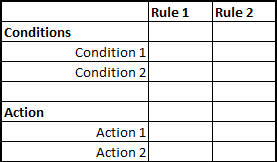 Rule 1 Rule 2
Conditions
Condition 1
Condition 2
Action
Action 1
Action 2